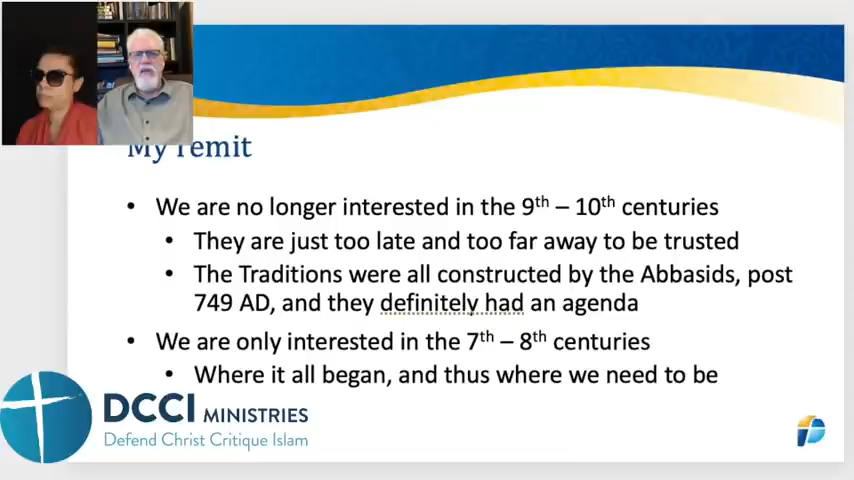 My remit
• We are no longer interested in the 9th – 10th centuries
• They are just too late and too far away to be trusted
• The Traditions were all constructed by the Abbasids, post
749 AD, and they definitely had an agenda
• We are only interested in the 7th – 8th centuries
• Where it all began, and thus where we need to be
DCCI MINISTRIES
Defend Christ Critique Islam